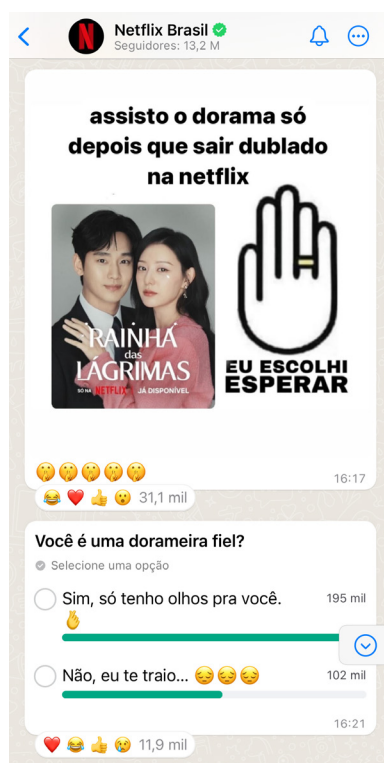 Netflix Brasil
Seguidores: 13,2 M
assisto o dorama só
depois que sair dublado
na netflix
RAINHA
das
LÁGRIMAS
SÓ NA NETFLIX JÁ DISPONÍVEL
EU ESCOLHI
ESPERAR
🤫🤫🤫🤫🤫
16:17
😂 ❤️ 👍 😮 31,1 mil
Você é uma dorameira fiel?
Selecione uma opção
Sim, só tenho olhos pra você. 195 mil
🫰
Não, eu te traio... 😔😔😔 102 mil
16:21
❤️ 😂 👍 😢 11,9 mil